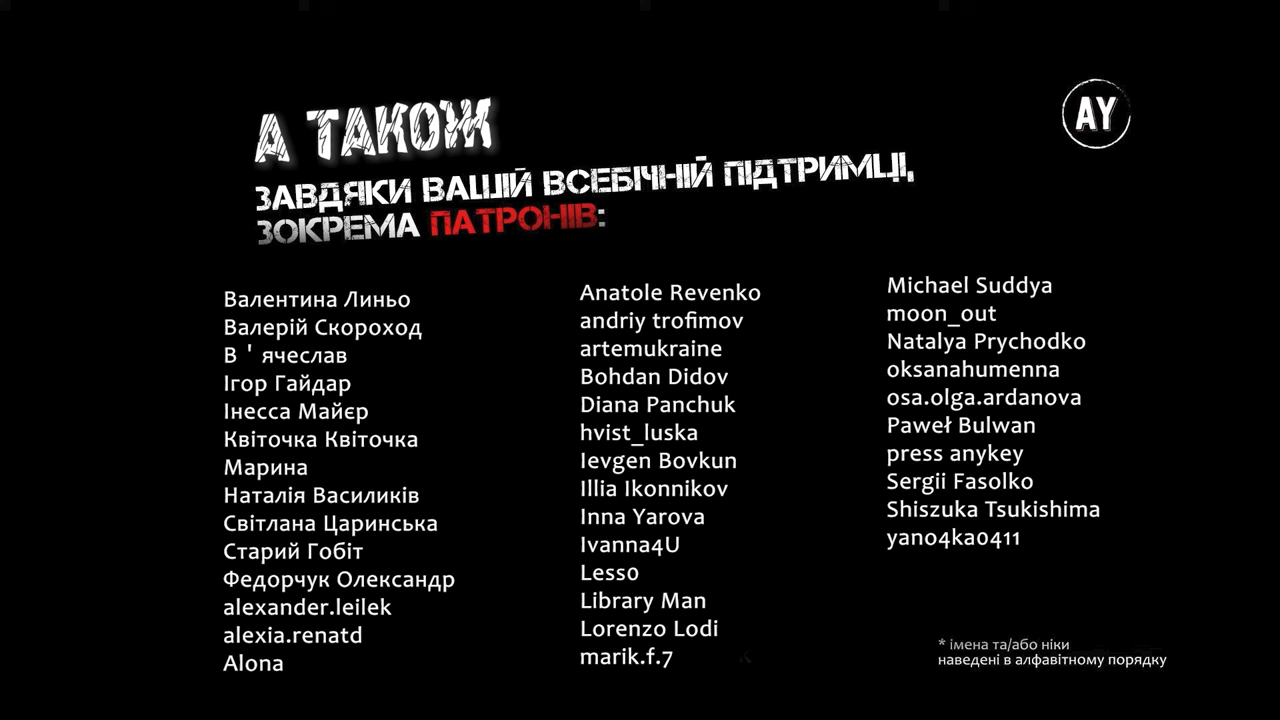 А ТАКОЖ
ЗАВДЯКИ ВАШІЙ ВСЕБІЧНІЙ ПІДТРИМЦІ,
ЗОКРЕМА ПАТРОНІВ:
AY
Валентина Линьо
Валерій Скороход
В ' ячеслав
Ігор Гайдар
Інесса Майєр
Квіточка Квіточка
Марина
Наталія Василиків
Світлана Царинська
Старий Гобіт
Федорчук Олександр
alexander.leilek
alexia.renatd
Alona
Anatole Revenko
andriy trofimov
artemukraine
Bohdan Didov
Diana Panchuk
hvist_luska
Ievgen Bovkun
Illia Ikonnikov
Inna Yarova
Ivanna4U
Less0
Library Man
Lorenzo Lodi
marik.f.7
Michael Suddya
moon_out
Natalya Prychodko
oksanahumenna
osa.olga.ardanova
Paweł Bulwan
press anykey
Sergii Fasolko
Shiszuka Tsukishima
yano4ka0411
* імена та/або ніки
наведені в алфавітному порядку